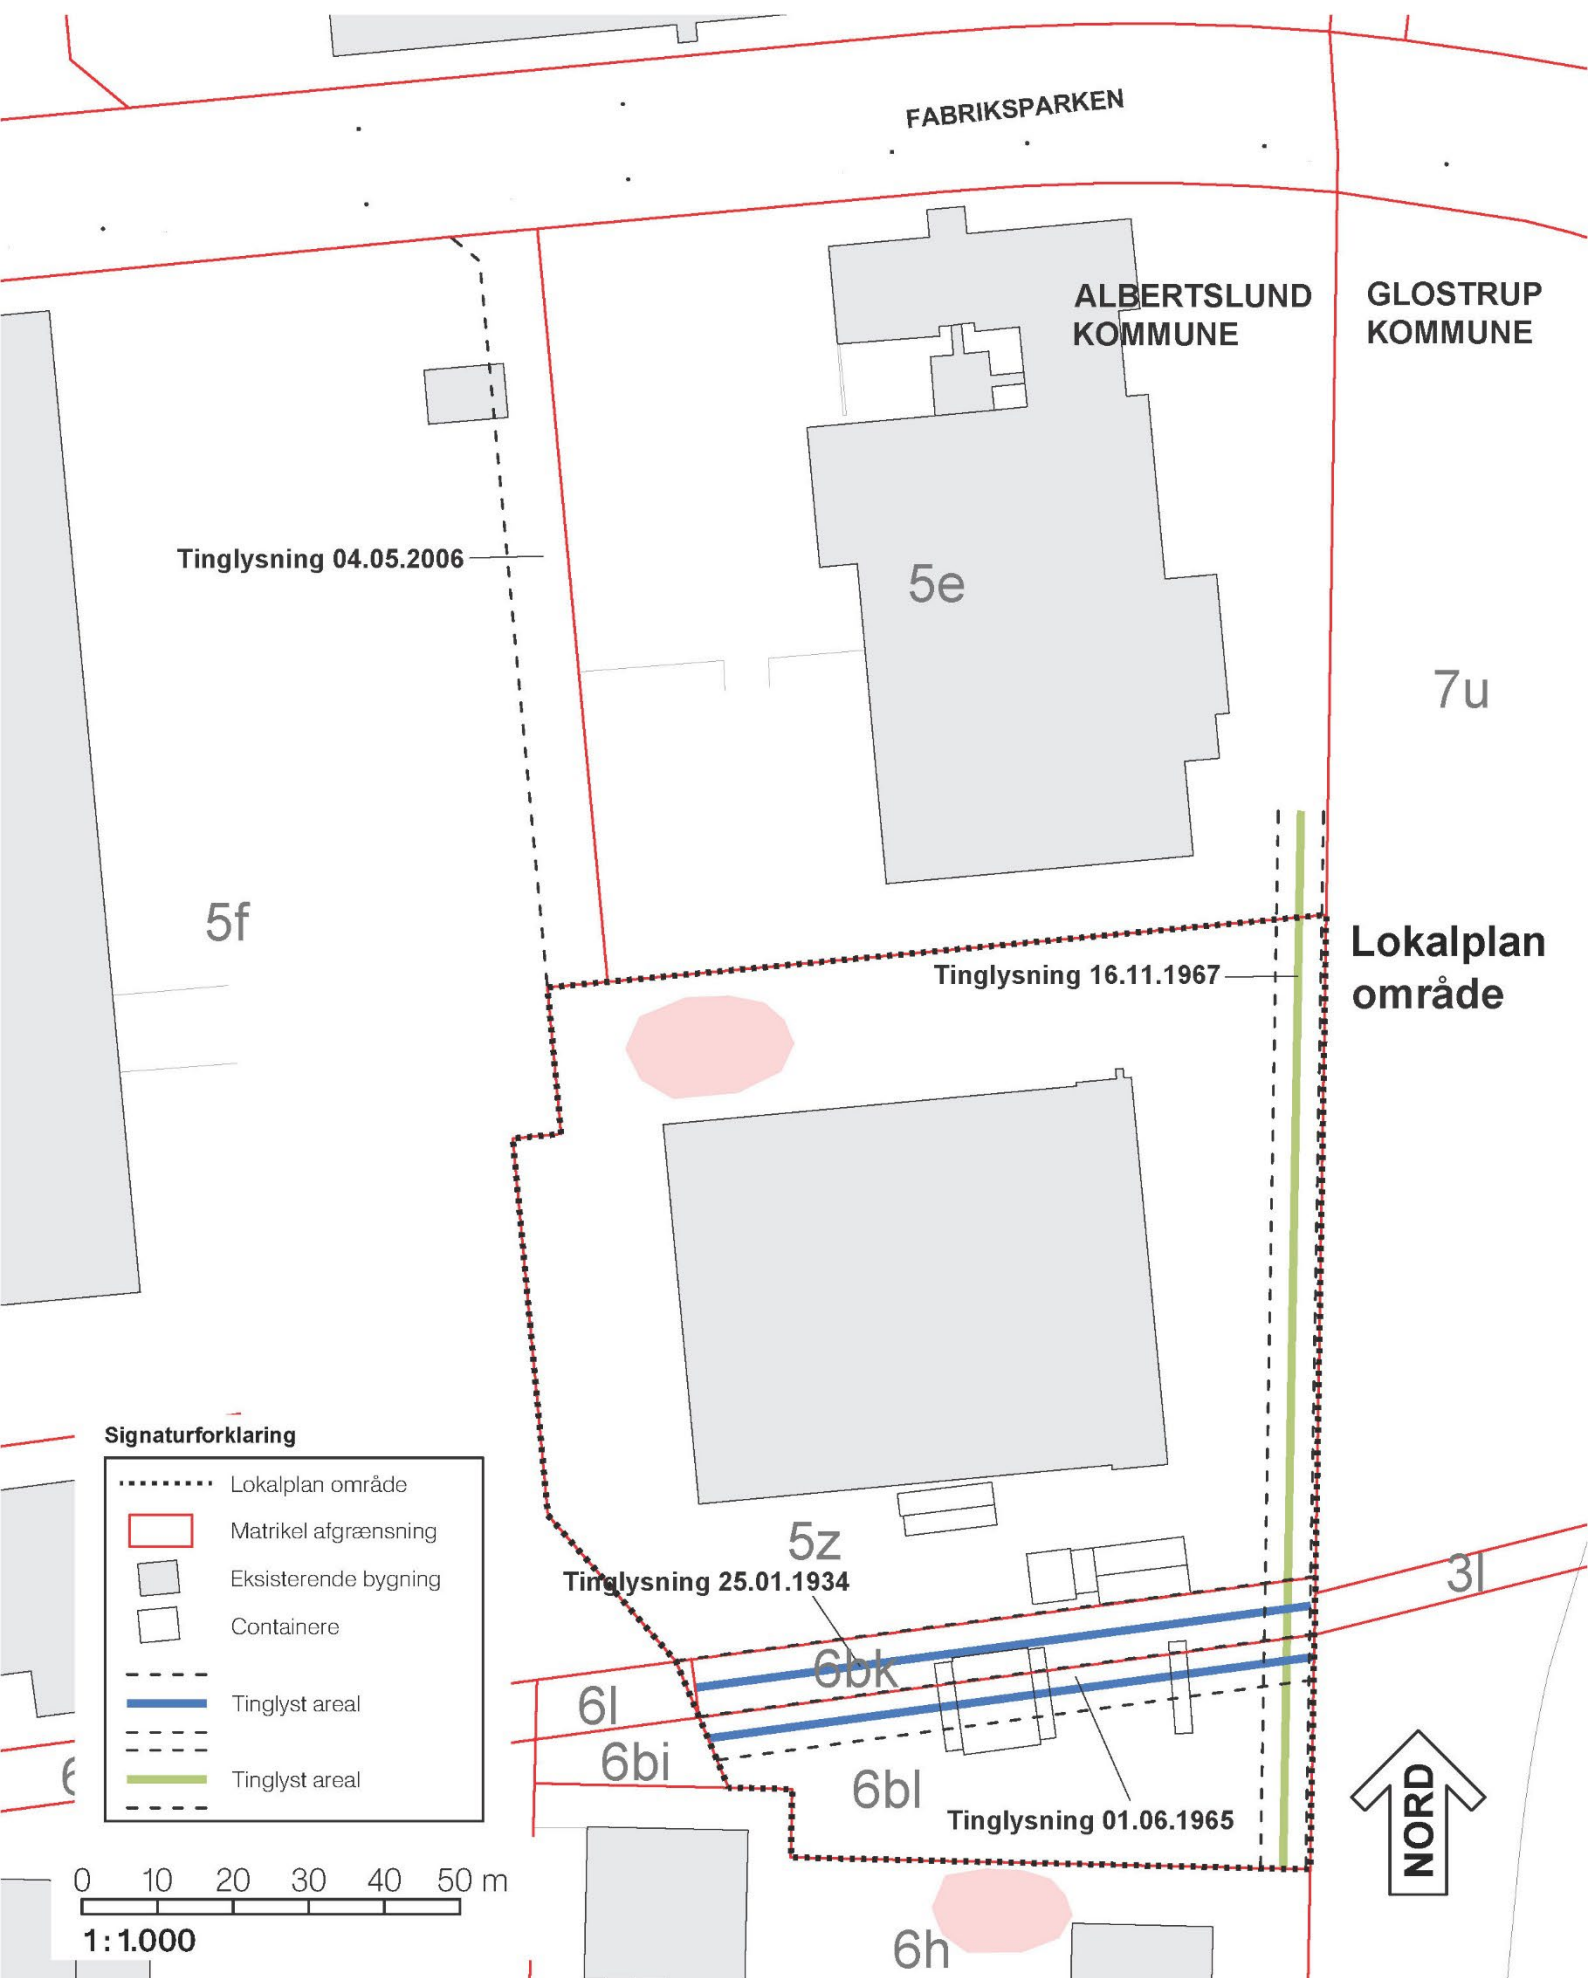 FABRIKSPARKEN
ALBERTSLUND
KOMMUNE
GLOSTRUP
KOMMUNE
Tinglysning 04.05.2006
5e
7u
5f
Lokalplan
område
Tinglysning 16.11.1967
5z
Tinglysning 25.01.1934
3l
6bk
6l
6bi
6bl
Tinglysning 01.06.1965
6h
NORD
Signaturforklaring
Lokalplan område
Matrikel afgrænsning
Eksisterende bygning
Containere
Tinglyst areal
Tinglyst areal
0 10 20 30 40 50 m
1:1.000